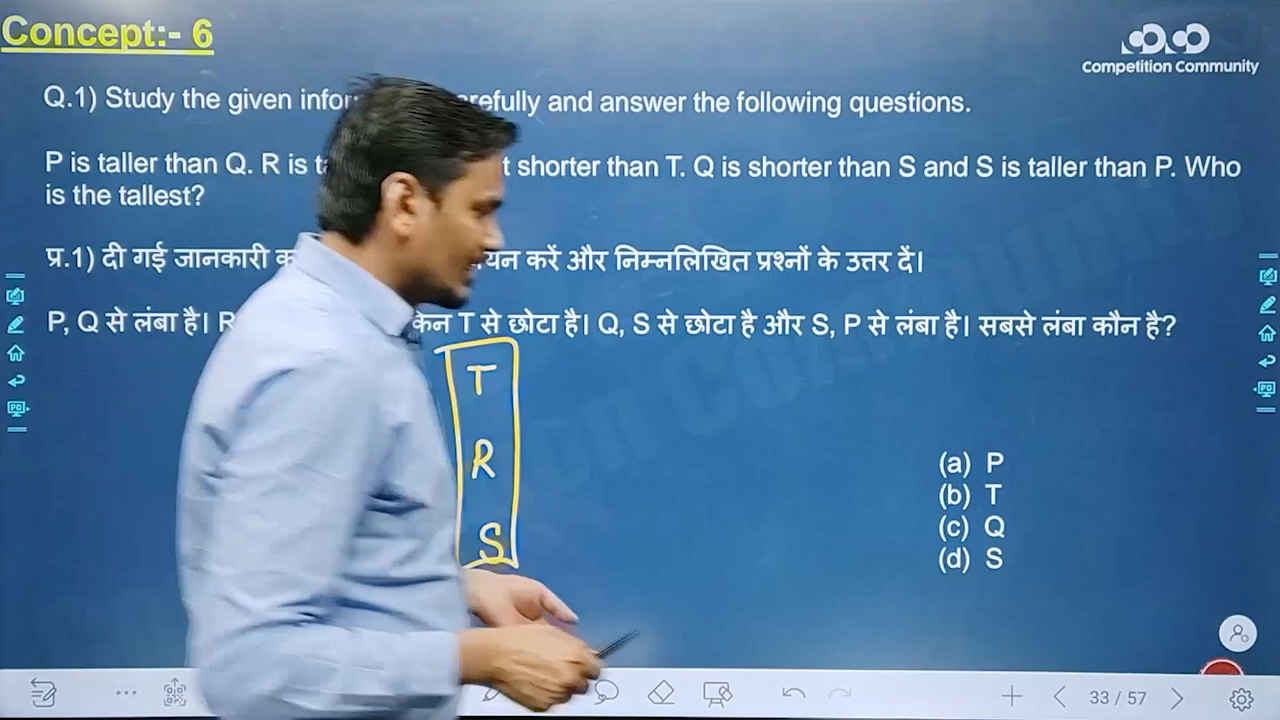 Concept:- 6
Competition Community
Q.1) Study the given refully and answer the following questions.
P is taller than Q. R is shorter than T. Q is shorter than S and S is taller than P. Who
is the tallest?
प्र.1) दी गई जानकारी करें और निम्नलिखित प्रश्नों के उत्तर दें।
P, Q से लंबा है। R T से छोटा है। Q, S से छोटा है और S, P से लंबा है। सबसे लंबा कौन है?
T
R
S
(a) P
(b) T
(c) Q
(d) S
33 / 57